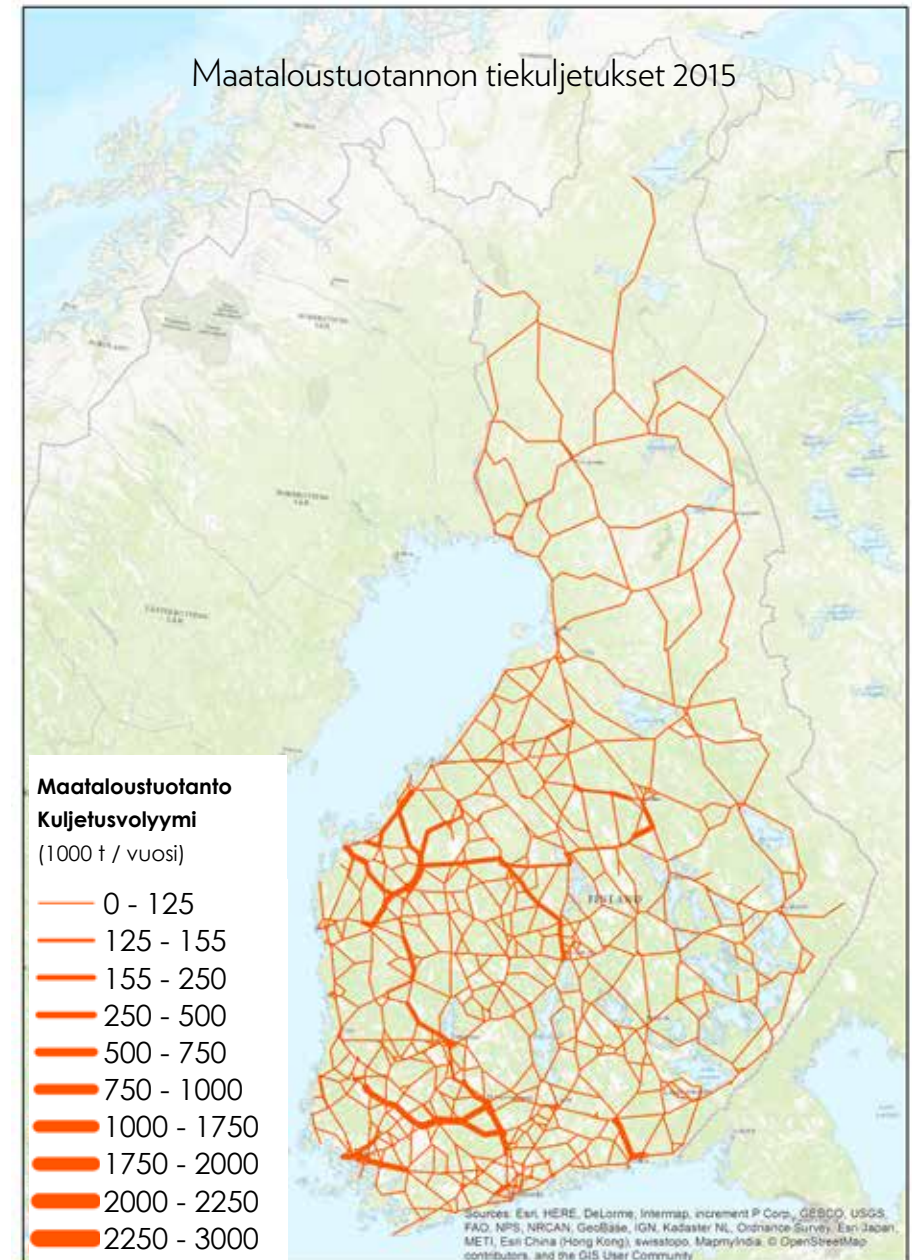 Maataloustuotannon tiekuljetukset 2015
FINLAND
Maataloustuotanto
Kuljetusvolyymi
(1000 t / vuosi)
0 - 125
125 - 155
155 - 250
250 - 500
500 - 750
750 - 1000
1000 - 1750
1750 - 2000
2000 - 2250
2250 - 3000
Sources: Esri, HERE, DeLorme, Intermap, increment P Corp., GEBCO, USGS,
FAO, NPS, NRCAN, GeoBase, IGN, Kadaster NL, Ordnance Survey, Esri Japan,
METI, Esri China (Hong Kong), swisstopo, MapmyIndia, © OpenStreetMap
contributors, and the GIS User Community